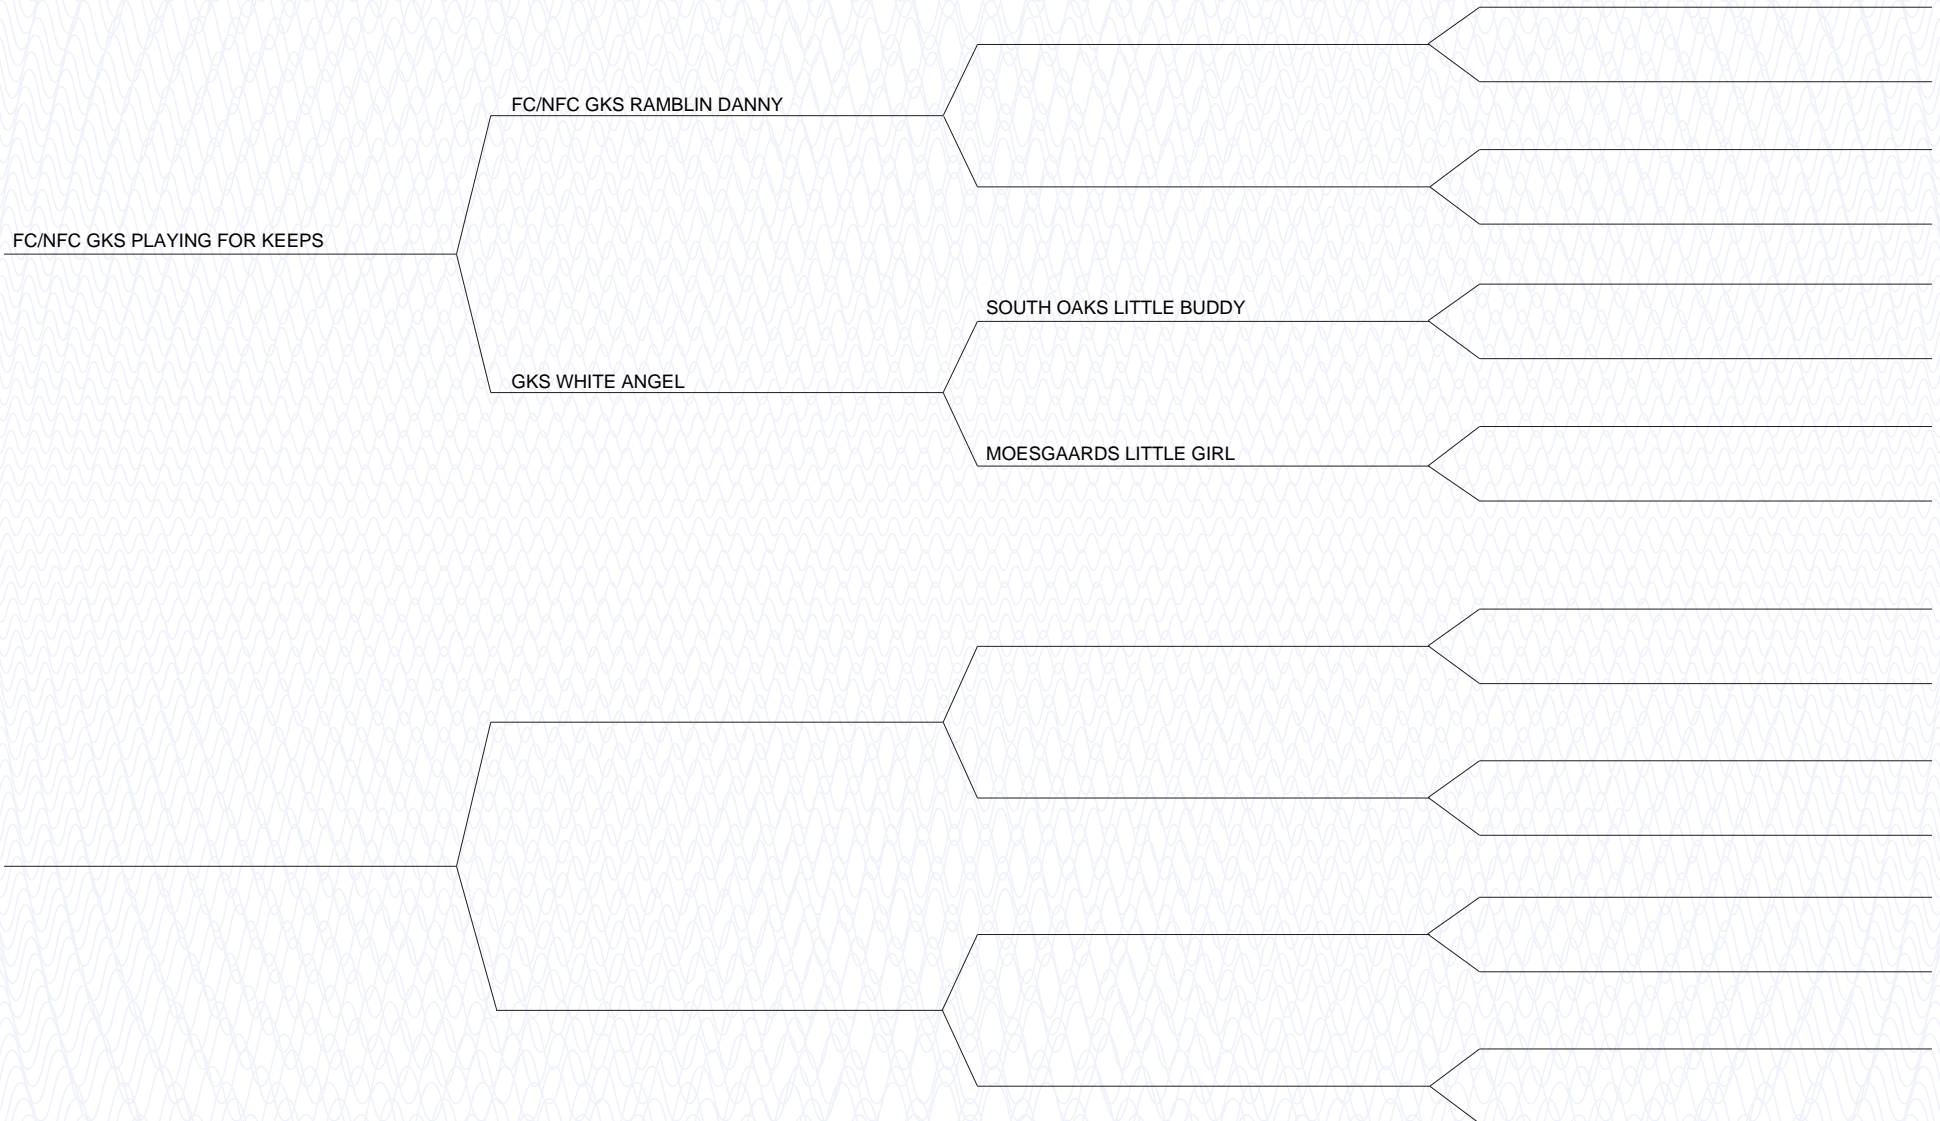 FC/NFC GKS RAMBLIN DANNY
FC/NFC GKS PLAYING FOR KEEPS
SOUTH OAKS LITTLE BUDDY
GKS WHITE ANGEL
MOESGAARDS LITTLE GIRL